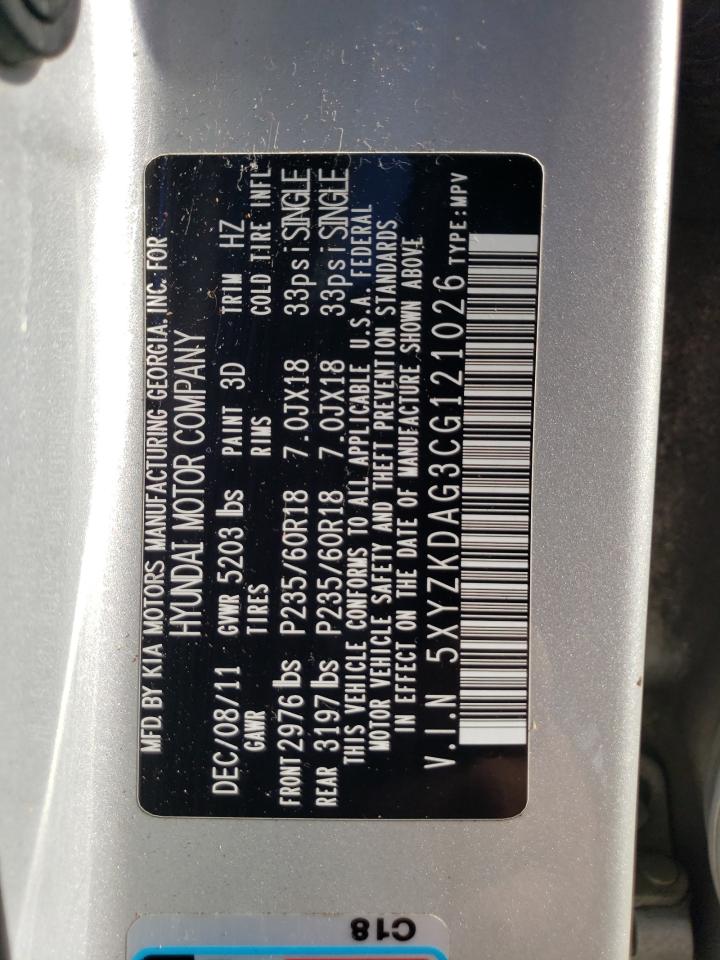 MFD. BY KIA MOTORS MANUFACTURING GEORGIA, INC. FOR
HYUNDAI MOTOR COMPANY
DEC/08/11 GVWR 5203 lbs PAINT 3D TRIM HZ
GAWR TIRES RIMS COLD TIRE INFL
FRONT 2976 lbs P235/60R18 7.0JX18 33psi SINGLE
REAR 3197 lbs P235/60R18 7.0JX18 33psi SINGLE
THIS VEHICLE CONFORMS TO ALL APPLICABLE U.S.A. FEDERAL
MOTOR VEHICLE SAFETY AND THEFT PREVENTION STANDARDS
IN EFFECT ON THE DATE OF MANUFACTURE SHOWN ABOVE
V.I.N 5XYZKDAG3CG121026 TYPE:MPV
C18